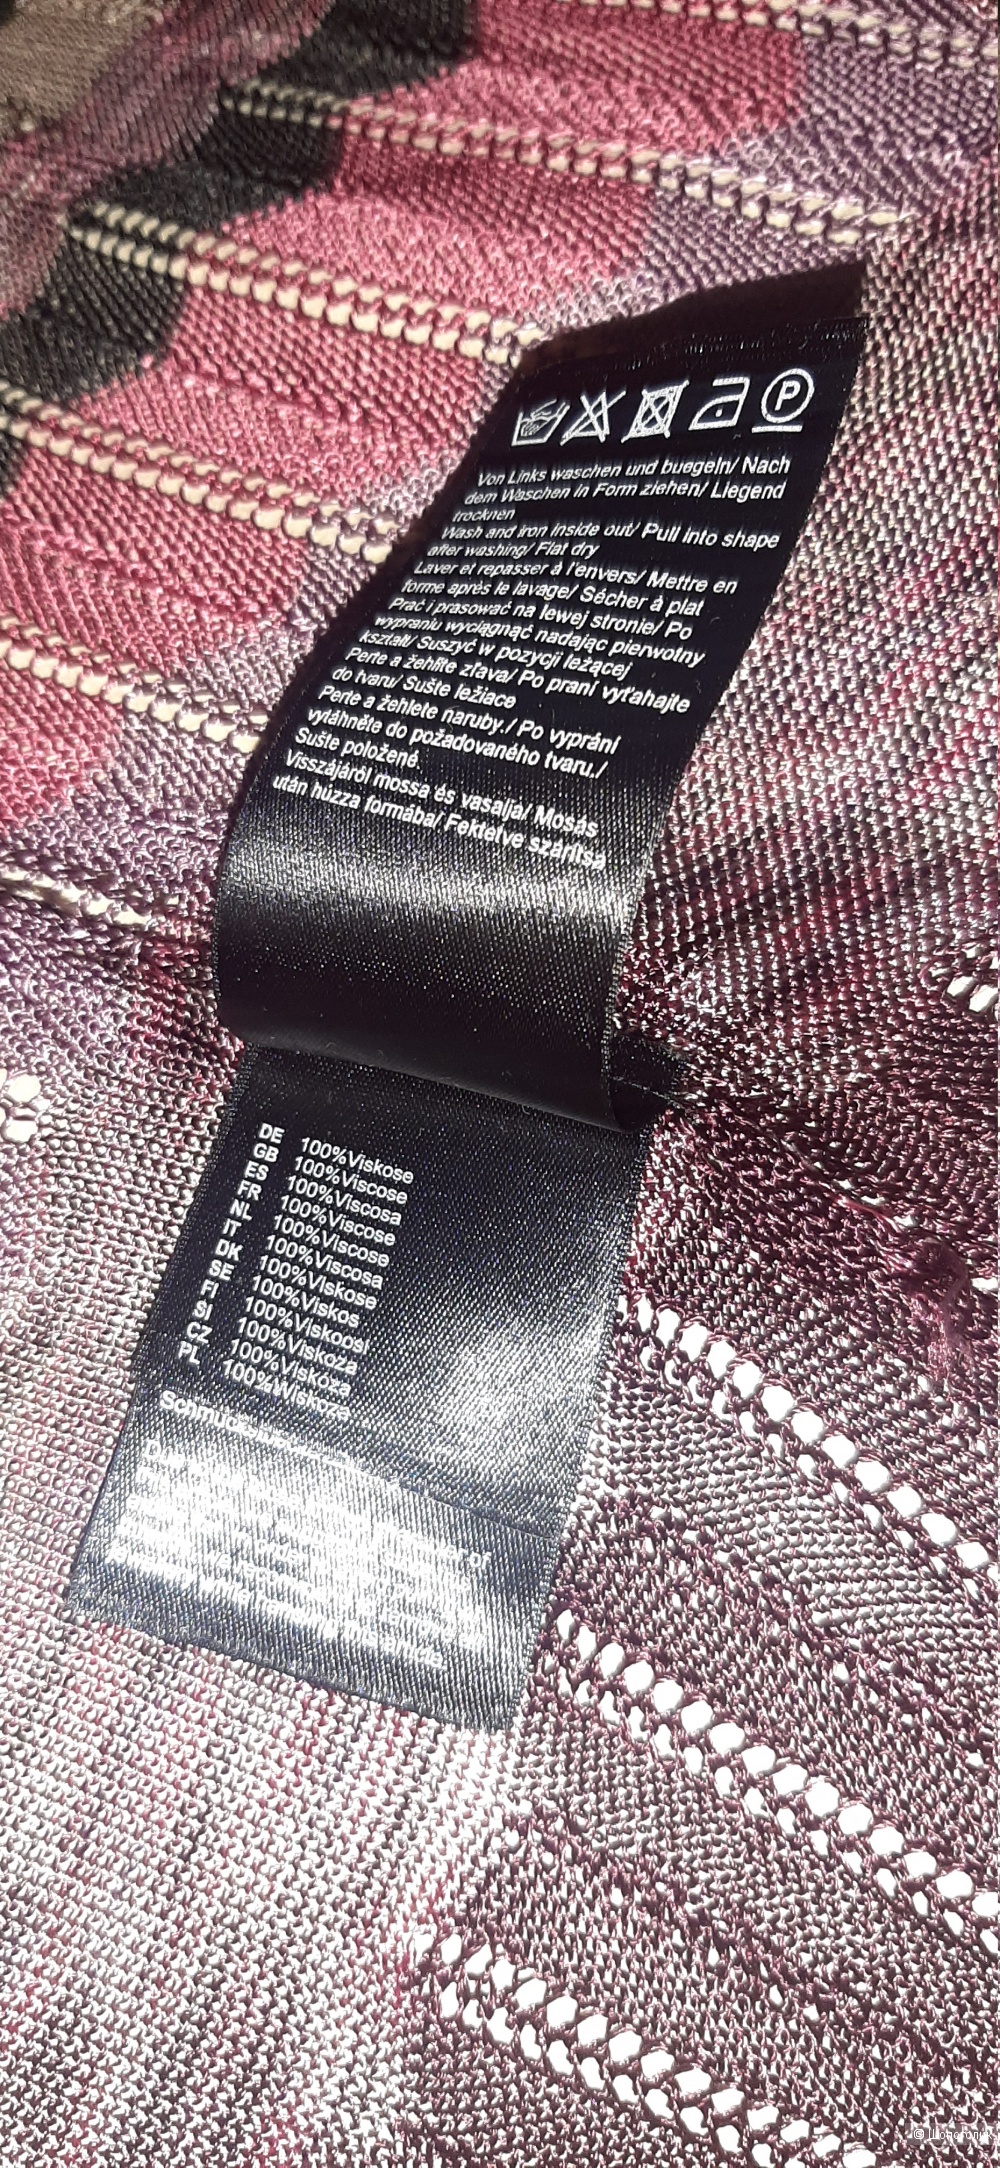 P
Von Links waschen und buegeln/ Nach
dem Waschen in Form ziehen/ Liegend
trocknen
Wash and iron inside out/ Pull into shape
after washing/ Flat dry
Laver et repasser à l'envers/ Mettre en
forme après le lavage/ Sécher à plat
Prać i prasować na lewej stronie/ Po
wypraniu wyciągnąć nadając pierwotny
kształt/ Suszyć w pozycji leżącej
Perte a žehlite zľava/ Po praní vyťahajte
do tvaru/ Sušte ležiace
Perte a žehlete naruby./ Po vyprání
vytáhněte do požadovaného tvaru./
Sušte položené.
Visszájáról mossa és vasalja/ Mosás
után húzza formába/ Fektetve szárítsa
DE 100%Viskose
GB 100%Viscose
ES 100%Viscosa
FR 100%Viscose
NL 100%Viscose
IT 100%Viscosa
DK 100%Viskose
SE 100%Viskos
FI 100%Viskoosi
SI 100%Viskoza
CZ 100%Viskóza
PL 100%Wiskoza
of
© Шопоголик